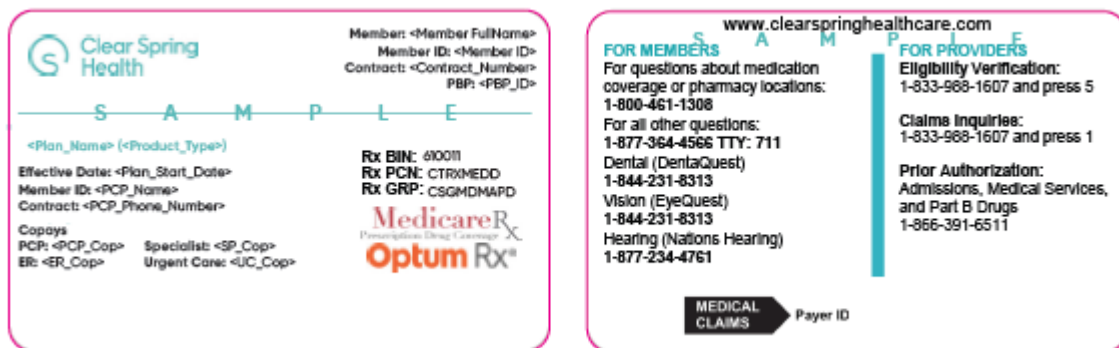 Clear Spring
Health
Member: <Member FullName>
Member ID: <Member ID>
Contract: <Contract_Number>
PBP: <PBP_ID>
S A M P L E
<Plan_Name> (<Product_Type>)
Effective Date: <Plan_Start_Date>
Member ID: <PCP_Name>
Contract: <PCP_Phone_Number>
Copays
PCP: <PCP_Cop> Specialist: <SP_Cop>
ER: <ER_Cop> Urgent Care: <UC_Cop>
Rx BIN: 610011
Rx PCN: CTRXMEDD
Rx GRP: CSGMDMAPD
MedicareRx
Prescription Drug Coverage
Optum Rx®
www.clearspringhealthcare.com
S A M P L E
FOR MEMBERS
For questions about medication
coverage or pharmacy locations:
1-800-461-1308
For all other questions:
1-877-364-4566 TTY: 711
Dental (DentaQuest)
1-844-231-8313
Vision (EyeQuest)
1-844-231-8313
Hearing (Nations Hearing)
1-877-234-4761
FOR PROVIDERS
Eligibility Verification:
1-833-988-1607 and press 5
Claims Inquiries:
1-833-988-1607 and press 1
Prior Authorization:
Admissions, Medical Services,
and Part B Drugs
1-866-391-6511
MEDICAL
CLAIMS
Payer ID